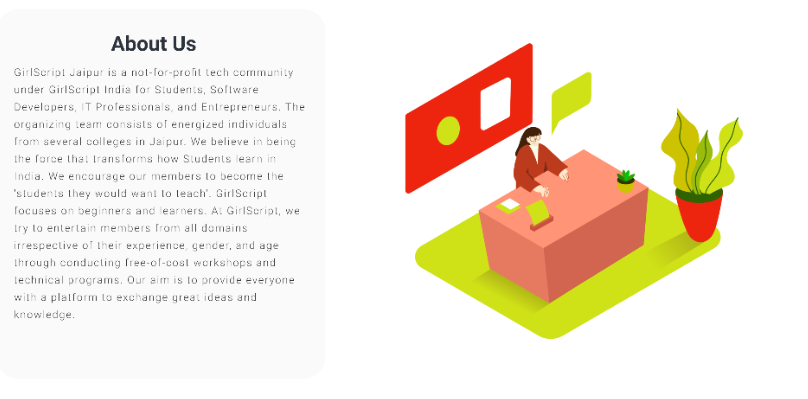 About Us
GirlScript Jaipur is a not-for-profit tech community
under GirlScript India for Students, Software
Developers, IT Professionals, and Entrepreneurs. The
organizing team consists of energized individuals
from several colleges in Jaipur. We believe in being
the force that transforms how Students learn in
India. We encourage our members to become the
'students they would want to teach'. GirlScript
focuses on beginners and learners. At GirlScript, we
try to entertain members from all domains
irrespective of their experience, gender, and age
through conducting free-of-cost workshops and
technical programs. Our aim is to provide everyone
with a platform to exchange great ideas and
knowledge.